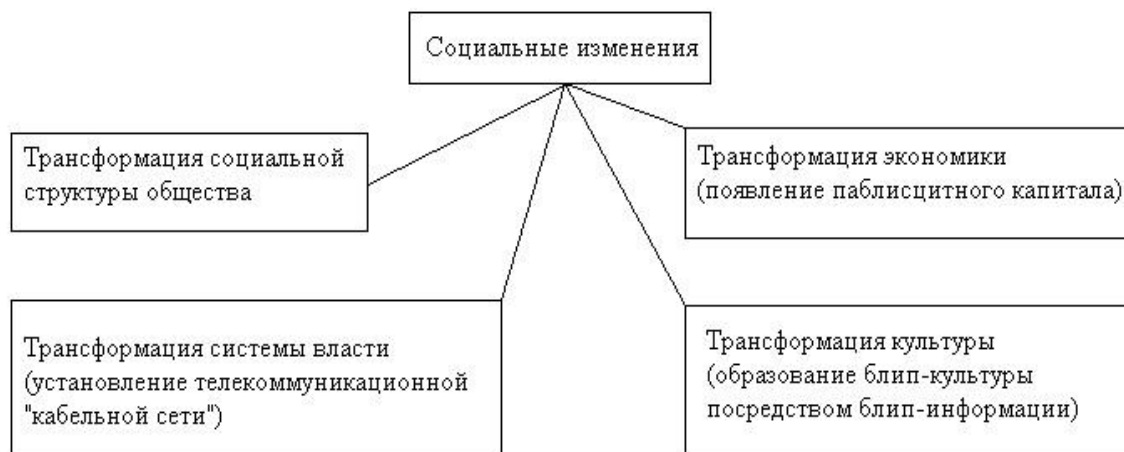 Социальные изменения
Трансформация социальной
структуры общества
Трансформация экономики
(появление паблисцитного капитала)
Трансформация системы власти
(установление телекоммуникационной
"кабельной сети")
Трансформация культуры
(образование блип-культуры
посредством блип-информации)